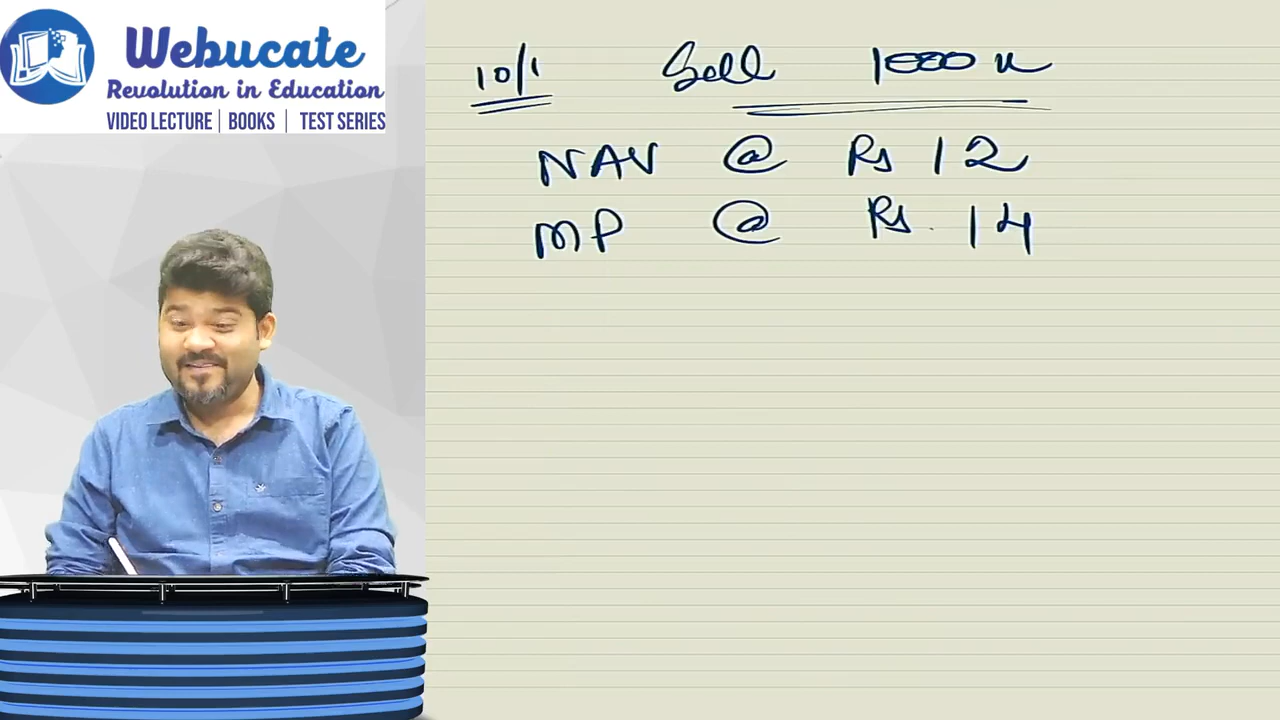 Webucate
Revolution in Education
VIDEO LECTURE | BOOKS | TEST SERIES
10/1 Sell 1000 u
NAV @ Rs 12
MP @ Rs. 14